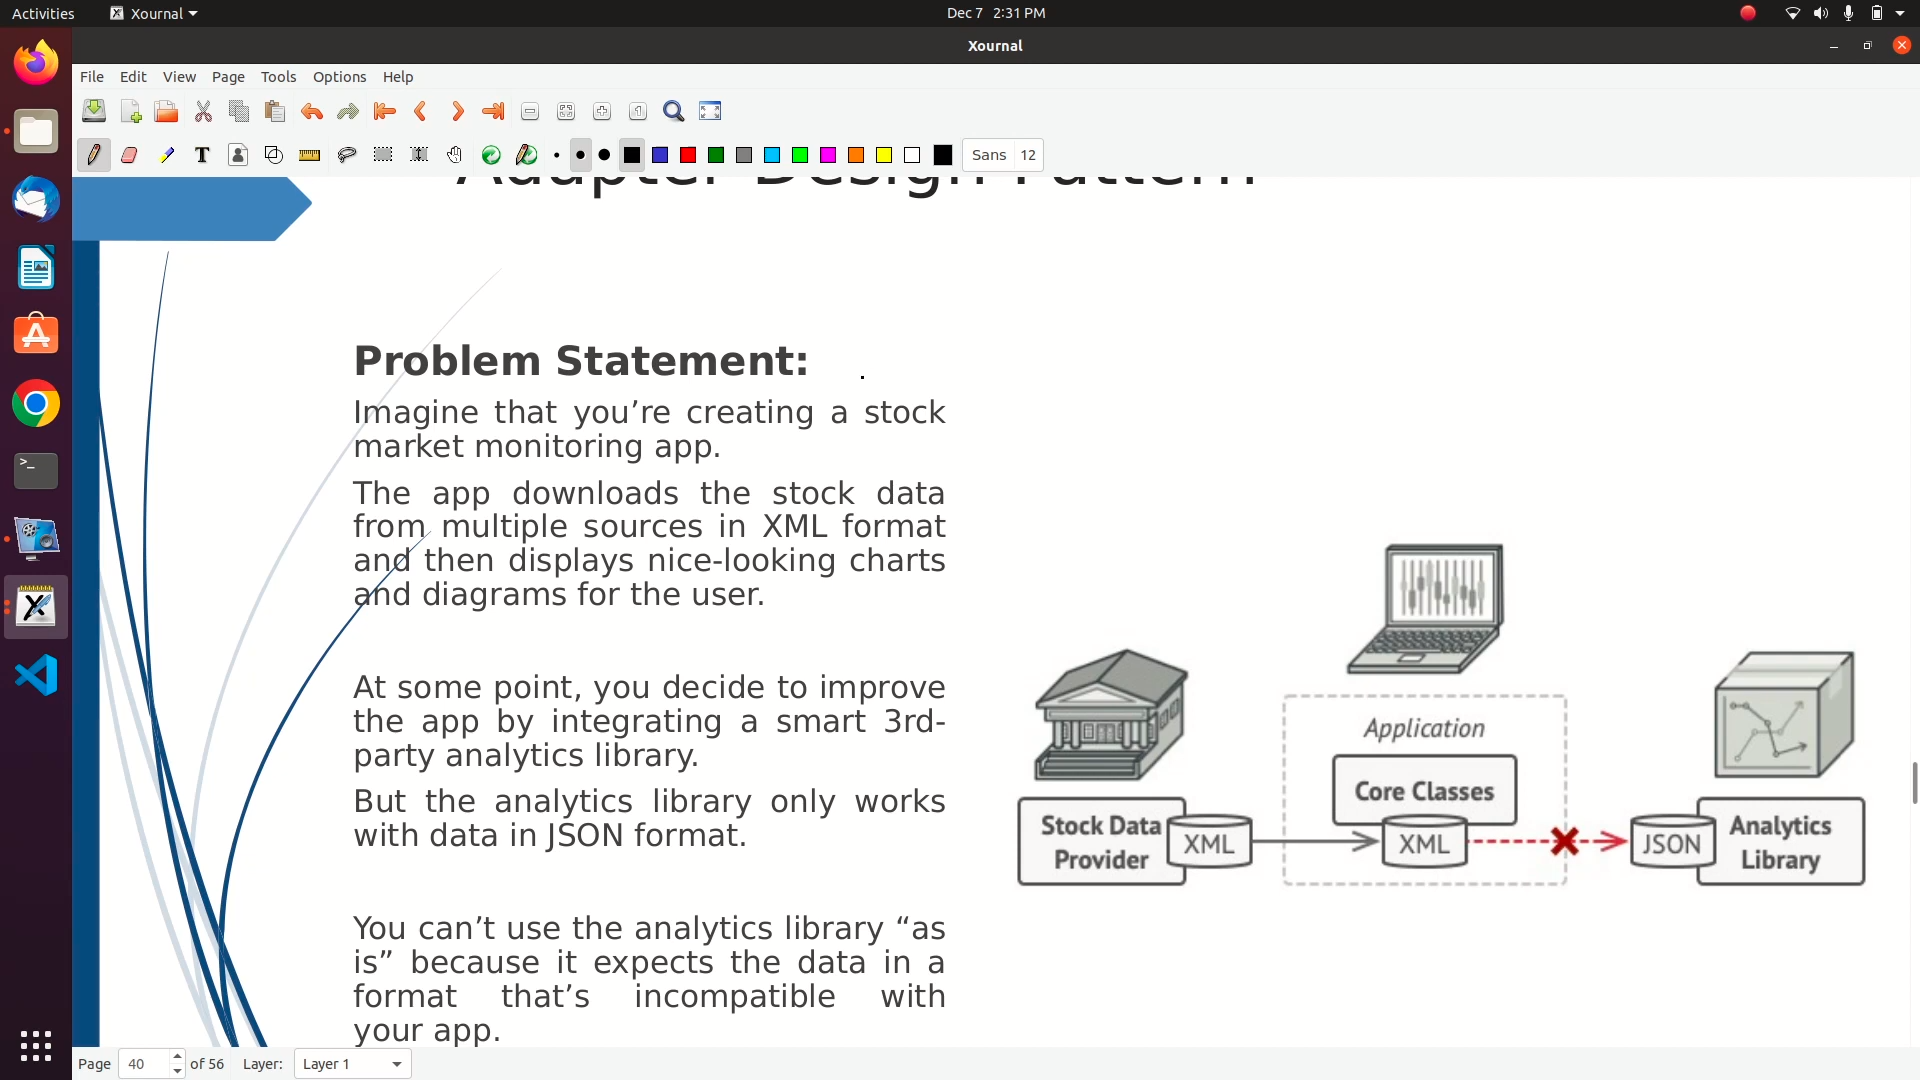 Activities
Xournal
Dec 7 2:31 PM
Xournal
File Edit View Page Tools Options Help
Sans 12
Adapter Design Pattern
Problem Statement:
Imagine that you’re creating a stock
market monitoring app.
The app downloads the stock data
from multiple sources in XML format
and then displays nice-looking charts
and diagrams for the user.
At some point, you decide to improve
the app by integrating a smart 3rd-
party analytics library.
But the analytics library only works
with data in JSON format.
You can’t use the analytics library “as
is” because it expects the data in a
format that’s incompatible with
your app.
Application
Core Classes
Stock Data
Provider
XML
XML
JSON
Analytics
Library
Page 40 of 56 Layer: Layer 1